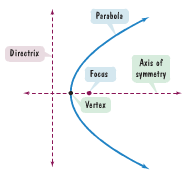 Parabola
Directrix
Focus
Axis of
symmetry
Vertex